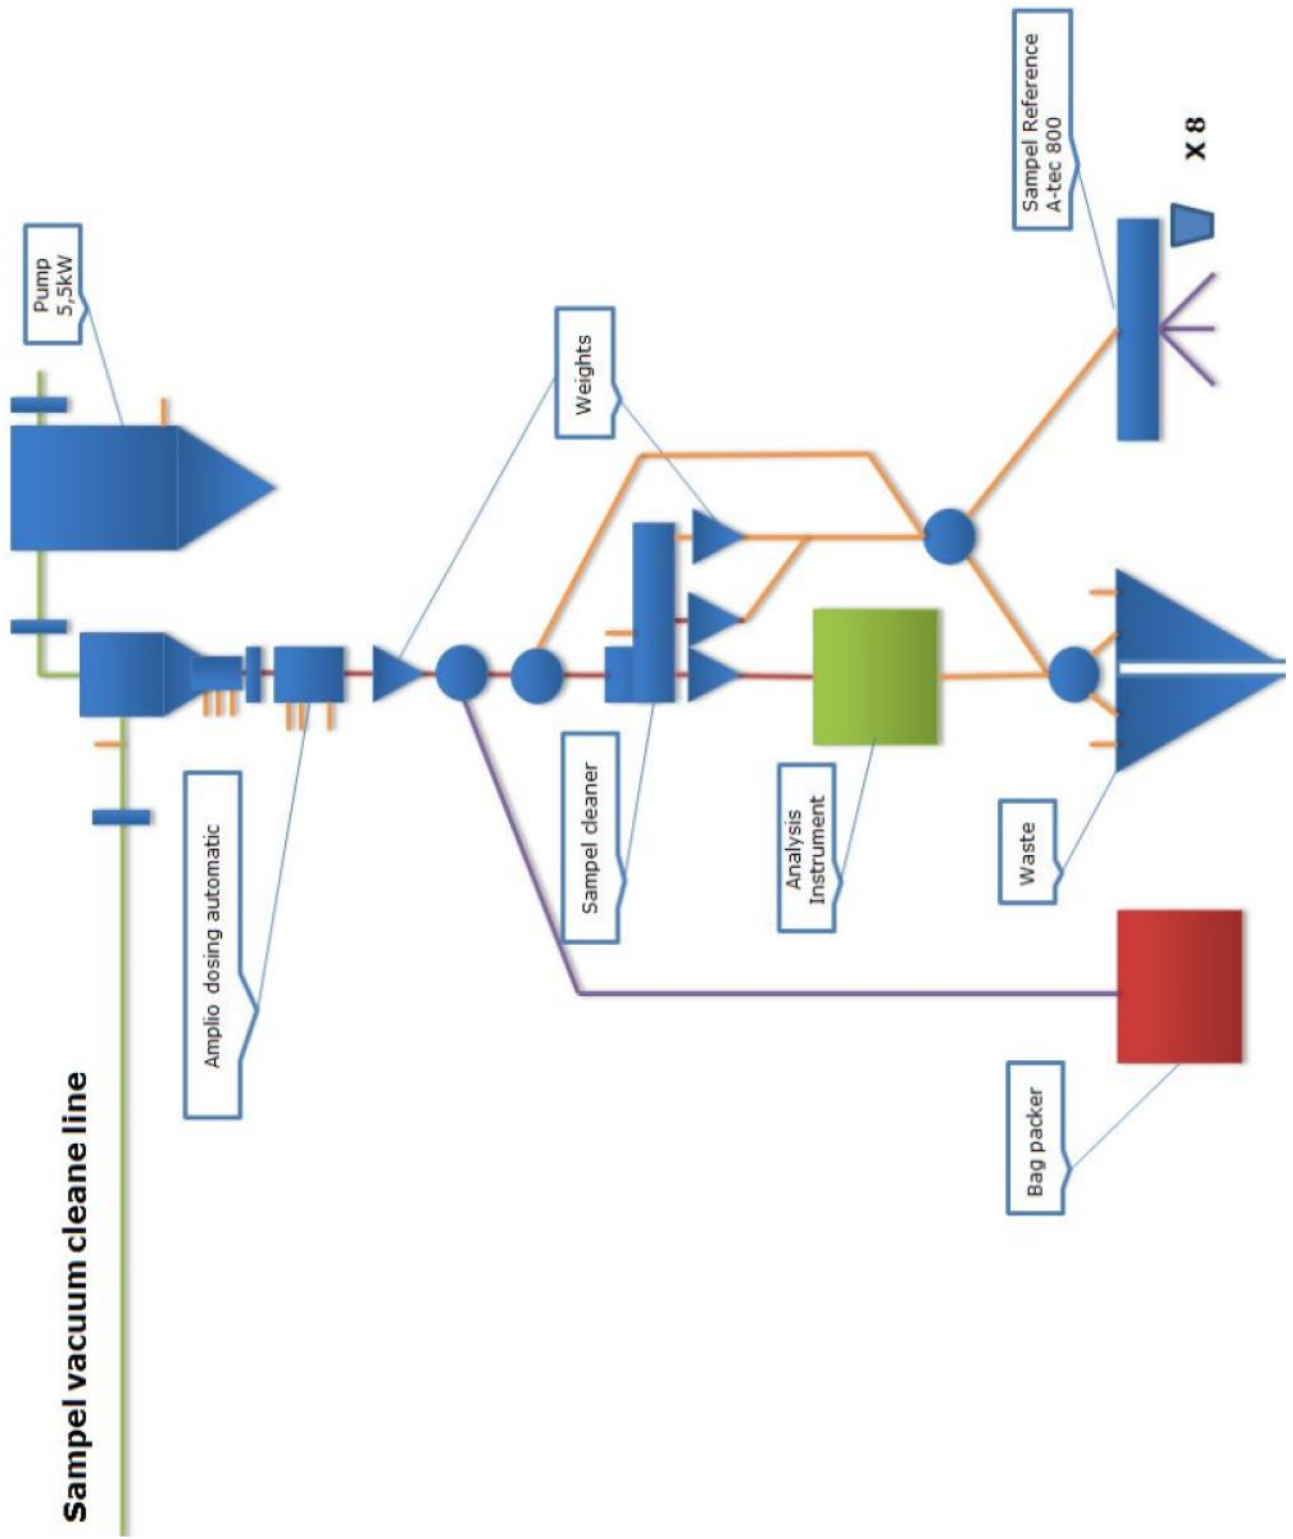 Sampel vacuum cleane line
Pump
5,5kW
Amplio dosing automatic
Weights
Sampel cleaner
Analysis
Instrument
Waste
Sampel Reference
A-tec 800
X 8
Bag packer